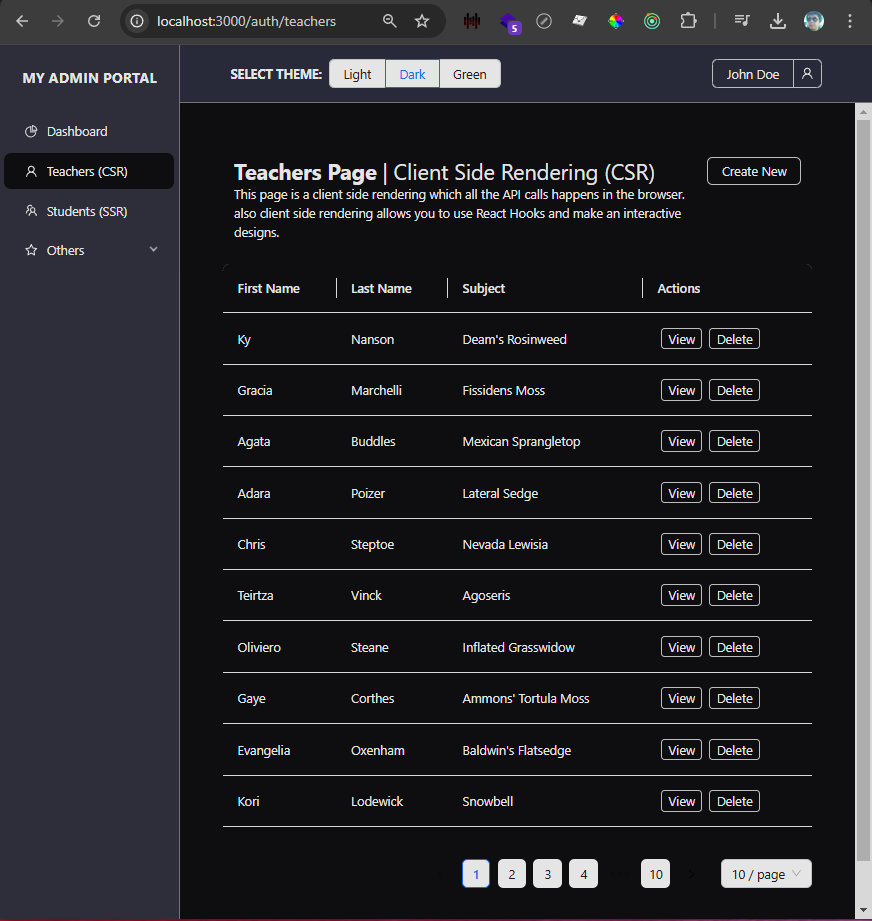 localhost:3000/auth/teachers
5
MY ADMIN PORTAL
SELECT THEME: Light Dark Green
John Doe
Dashboard
Teachers (CSR)
Students (SSR)
Others
Teachers Page | Client Side Rendering (CSR)
Create New
This page is a client side rendering which all the API calls happens in the browser.
also client side rendering allows you to use React Hooks and make an interactive
designs.
First Name Last Name Subject Actions
Ky Nanson Deam's Rosinweed View Delete
Gracia Marchelli Fissidens Moss View Delete
Agata Buddles Mexican Sprangletop View Delete
Adara Poizer Lateral Sedge View Delete
Chris Steptoe Nevada Lewisia View Delete
Teirtza Vinck Agoseris View Delete
Oliviero Steane Inflated Grasswidow View Delete
Gaye Corthes Ammons' Tortula Moss View Delete
Evangelia Oxenham Baldwin's Flatsedge View Delete
Kori Lodewick Snowbell View Delete
1 2 3 4 10 10 / page